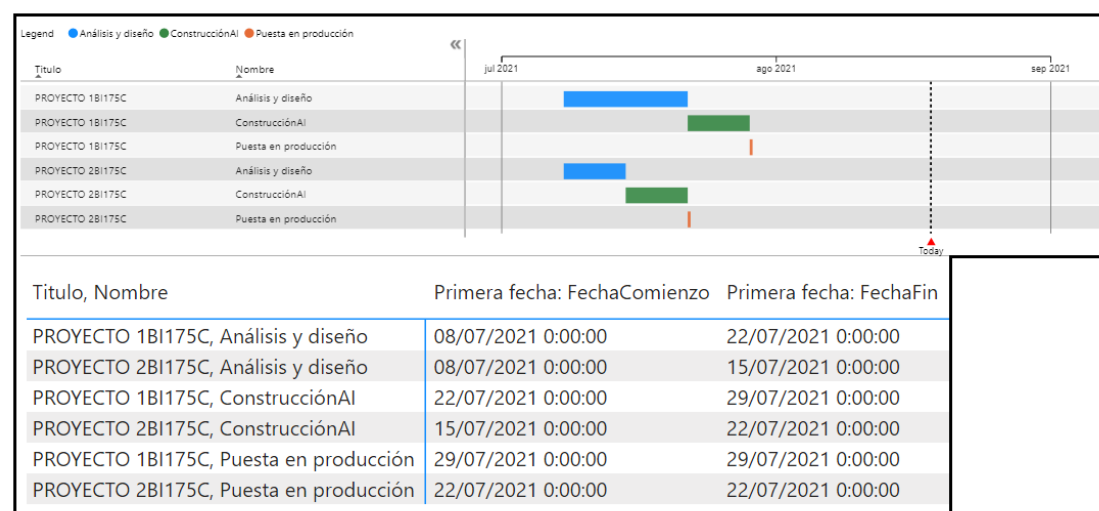 Legend Análisis y diseño ConstrucciónAI Puesta en producción
Titulo Nombre jul 2021 ago 2021 sep 2021
PROYECTO 1BI175C Análisis y diseño
PROYECTO 1BI175C ConstrucciónAI
PROYECTO 1BI175C Puesta en producción
PROYECTO 2BI175C Análisis y diseño
PROYECTO 2BI175C ConstrucciónAI
PROYECTO 2BI175C Puesta en producción
Today
Titulo, Nombre Primera fecha: FechaComienzo Primera fecha: FechaFin
PROYECTO 1BI175C, Análisis y diseño 08/07/2021 0:00:00 22/07/2021 0:00:00
PROYECTO 2BI175C, Análisis y diseño 08/07/2021 0:00:00 15/07/2021 0:00:00
PROYECTO 1BI175C, ConstrucciónAI 22/07/2021 0:00:00 29/07/2021 0:00:00
PROYECTO 2BI175C, ConstrucciónAI 15/07/2021 0:00:00 22/07/2021 0:00:00
PROYECTO 1BI175C, Puesta en producción 29/07/2021 0:00:00 29/07/2021 0:00:00
PROYECTO 2BI175C, Puesta en producción 22/07/2021 0:00:00 22/07/2021 0:00:00